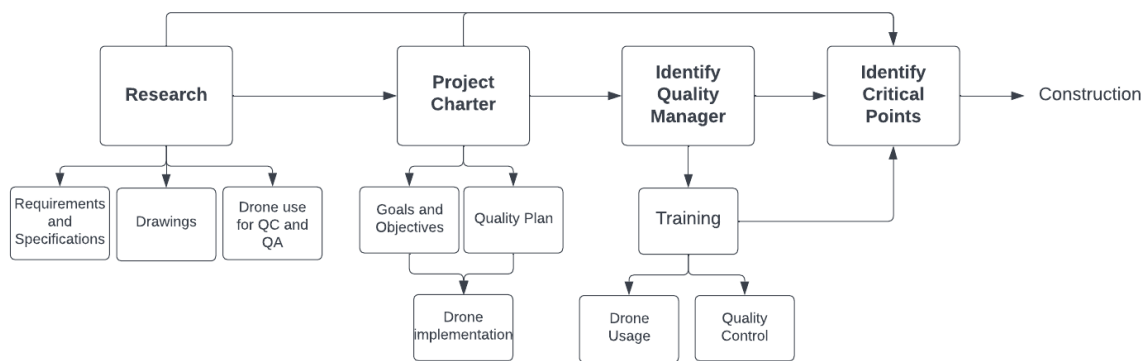 Research
Project
Charter
Identify
Quality
Manager
Identify
Critical
Points
Construction
Requirements
and
Specifications
Drawings
Drone use
for QC and
QA
Goals and
Objectives
Quality Plan
Training
Drone
implementation
Drone
Usage
Quality
Control